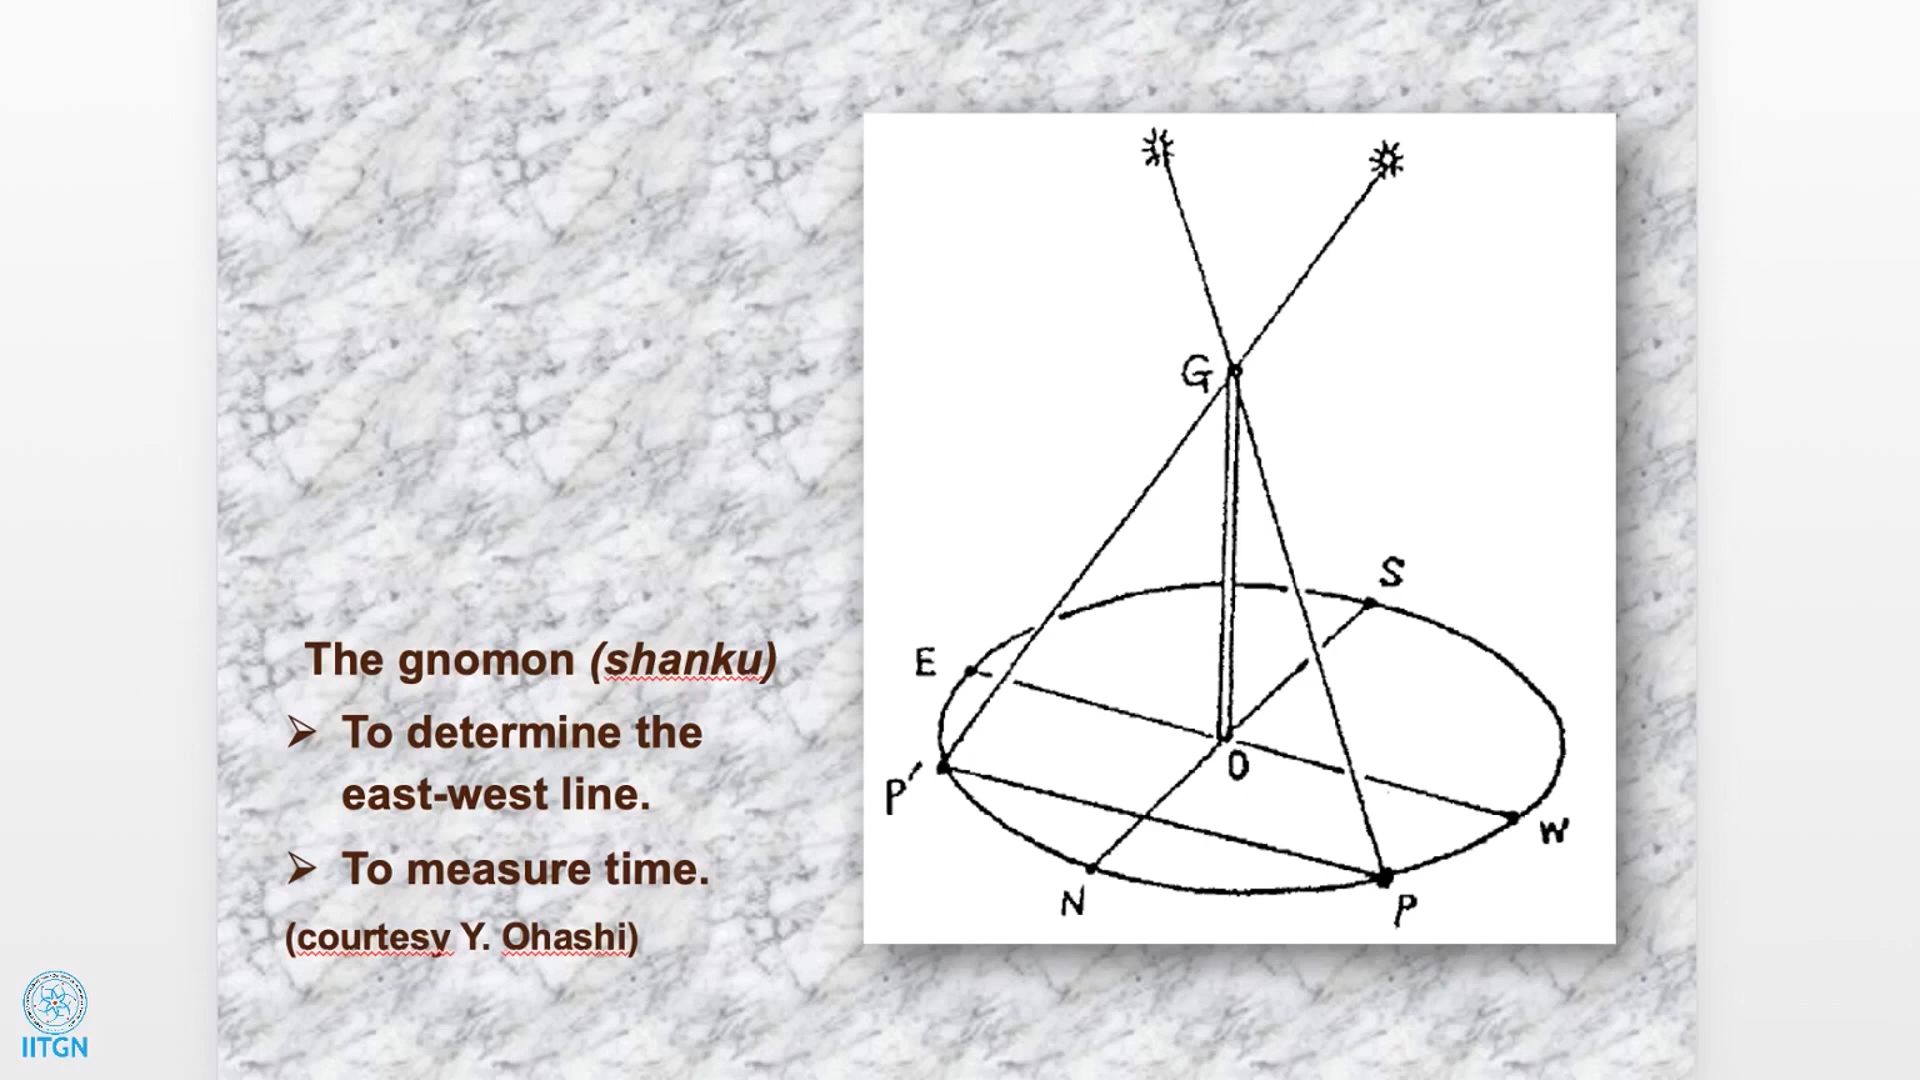 The gnomon (shanku)
➢ To determine the
east-west line.
➢ To measure time.
(courtesy Y. Ohashi)
G
S
E
O
P'
W
N
P
IITGN